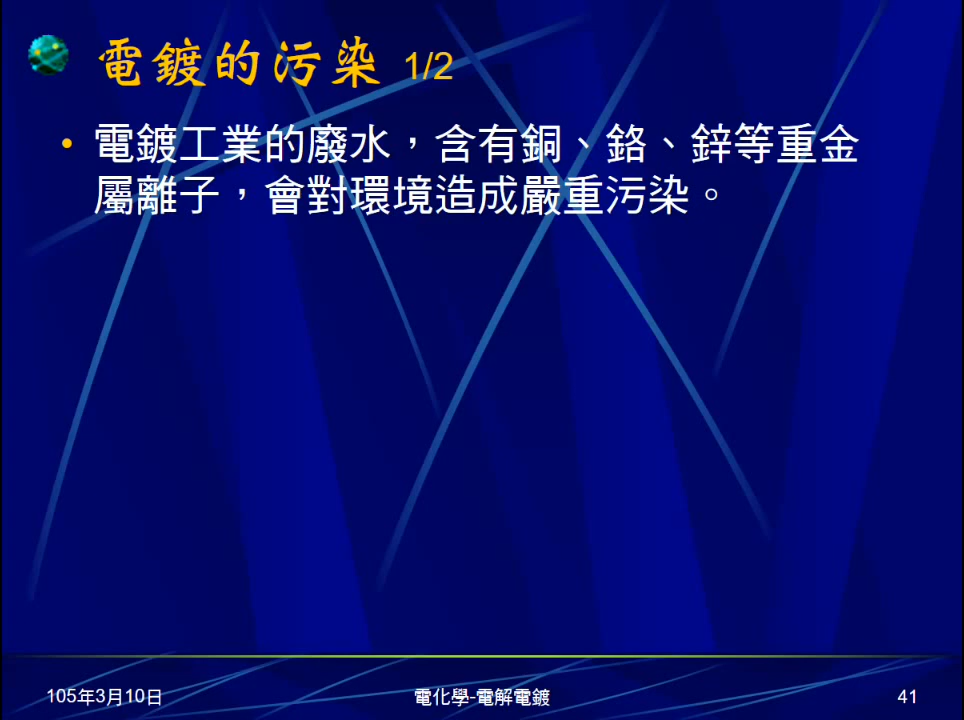 電鍍的污染 1/2
• 電鍍工業的廢水，含有銅、鉻、鋅等重金
屬離子，會對環境造成嚴重污染。
105年3月10日
電化學-電解電鍍
41